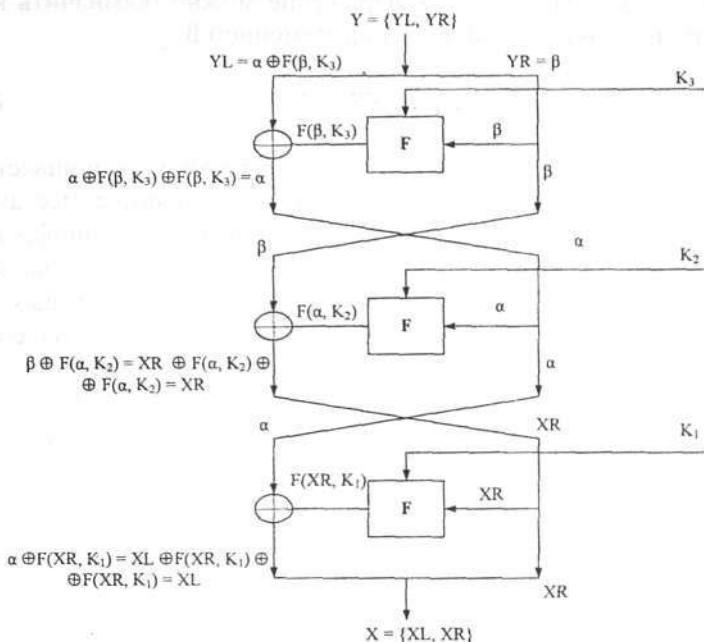 Y = {YL, YR}
YL = α ⊕F(β, K₃)
YR = β
K₃
F(β, K₃)
F
β
α ⊕F(β, K₃) ⊕F(β, K₃) = α
β
β
α
K₂
F(α, K₂)
F
α
β ⊕ F(α, K₂) = XR ⊕ F(α, K₂) ⊕
⊕ F(α, K₂) = XR
α
α
XR
K₁
F(XR, K₁)
F
XR
α ⊕F(XR, K₁) = XL ⊕F(XR, K₁) ⊕
⊕F(XR, K₁) = XL
XR
X = {XL, XR}